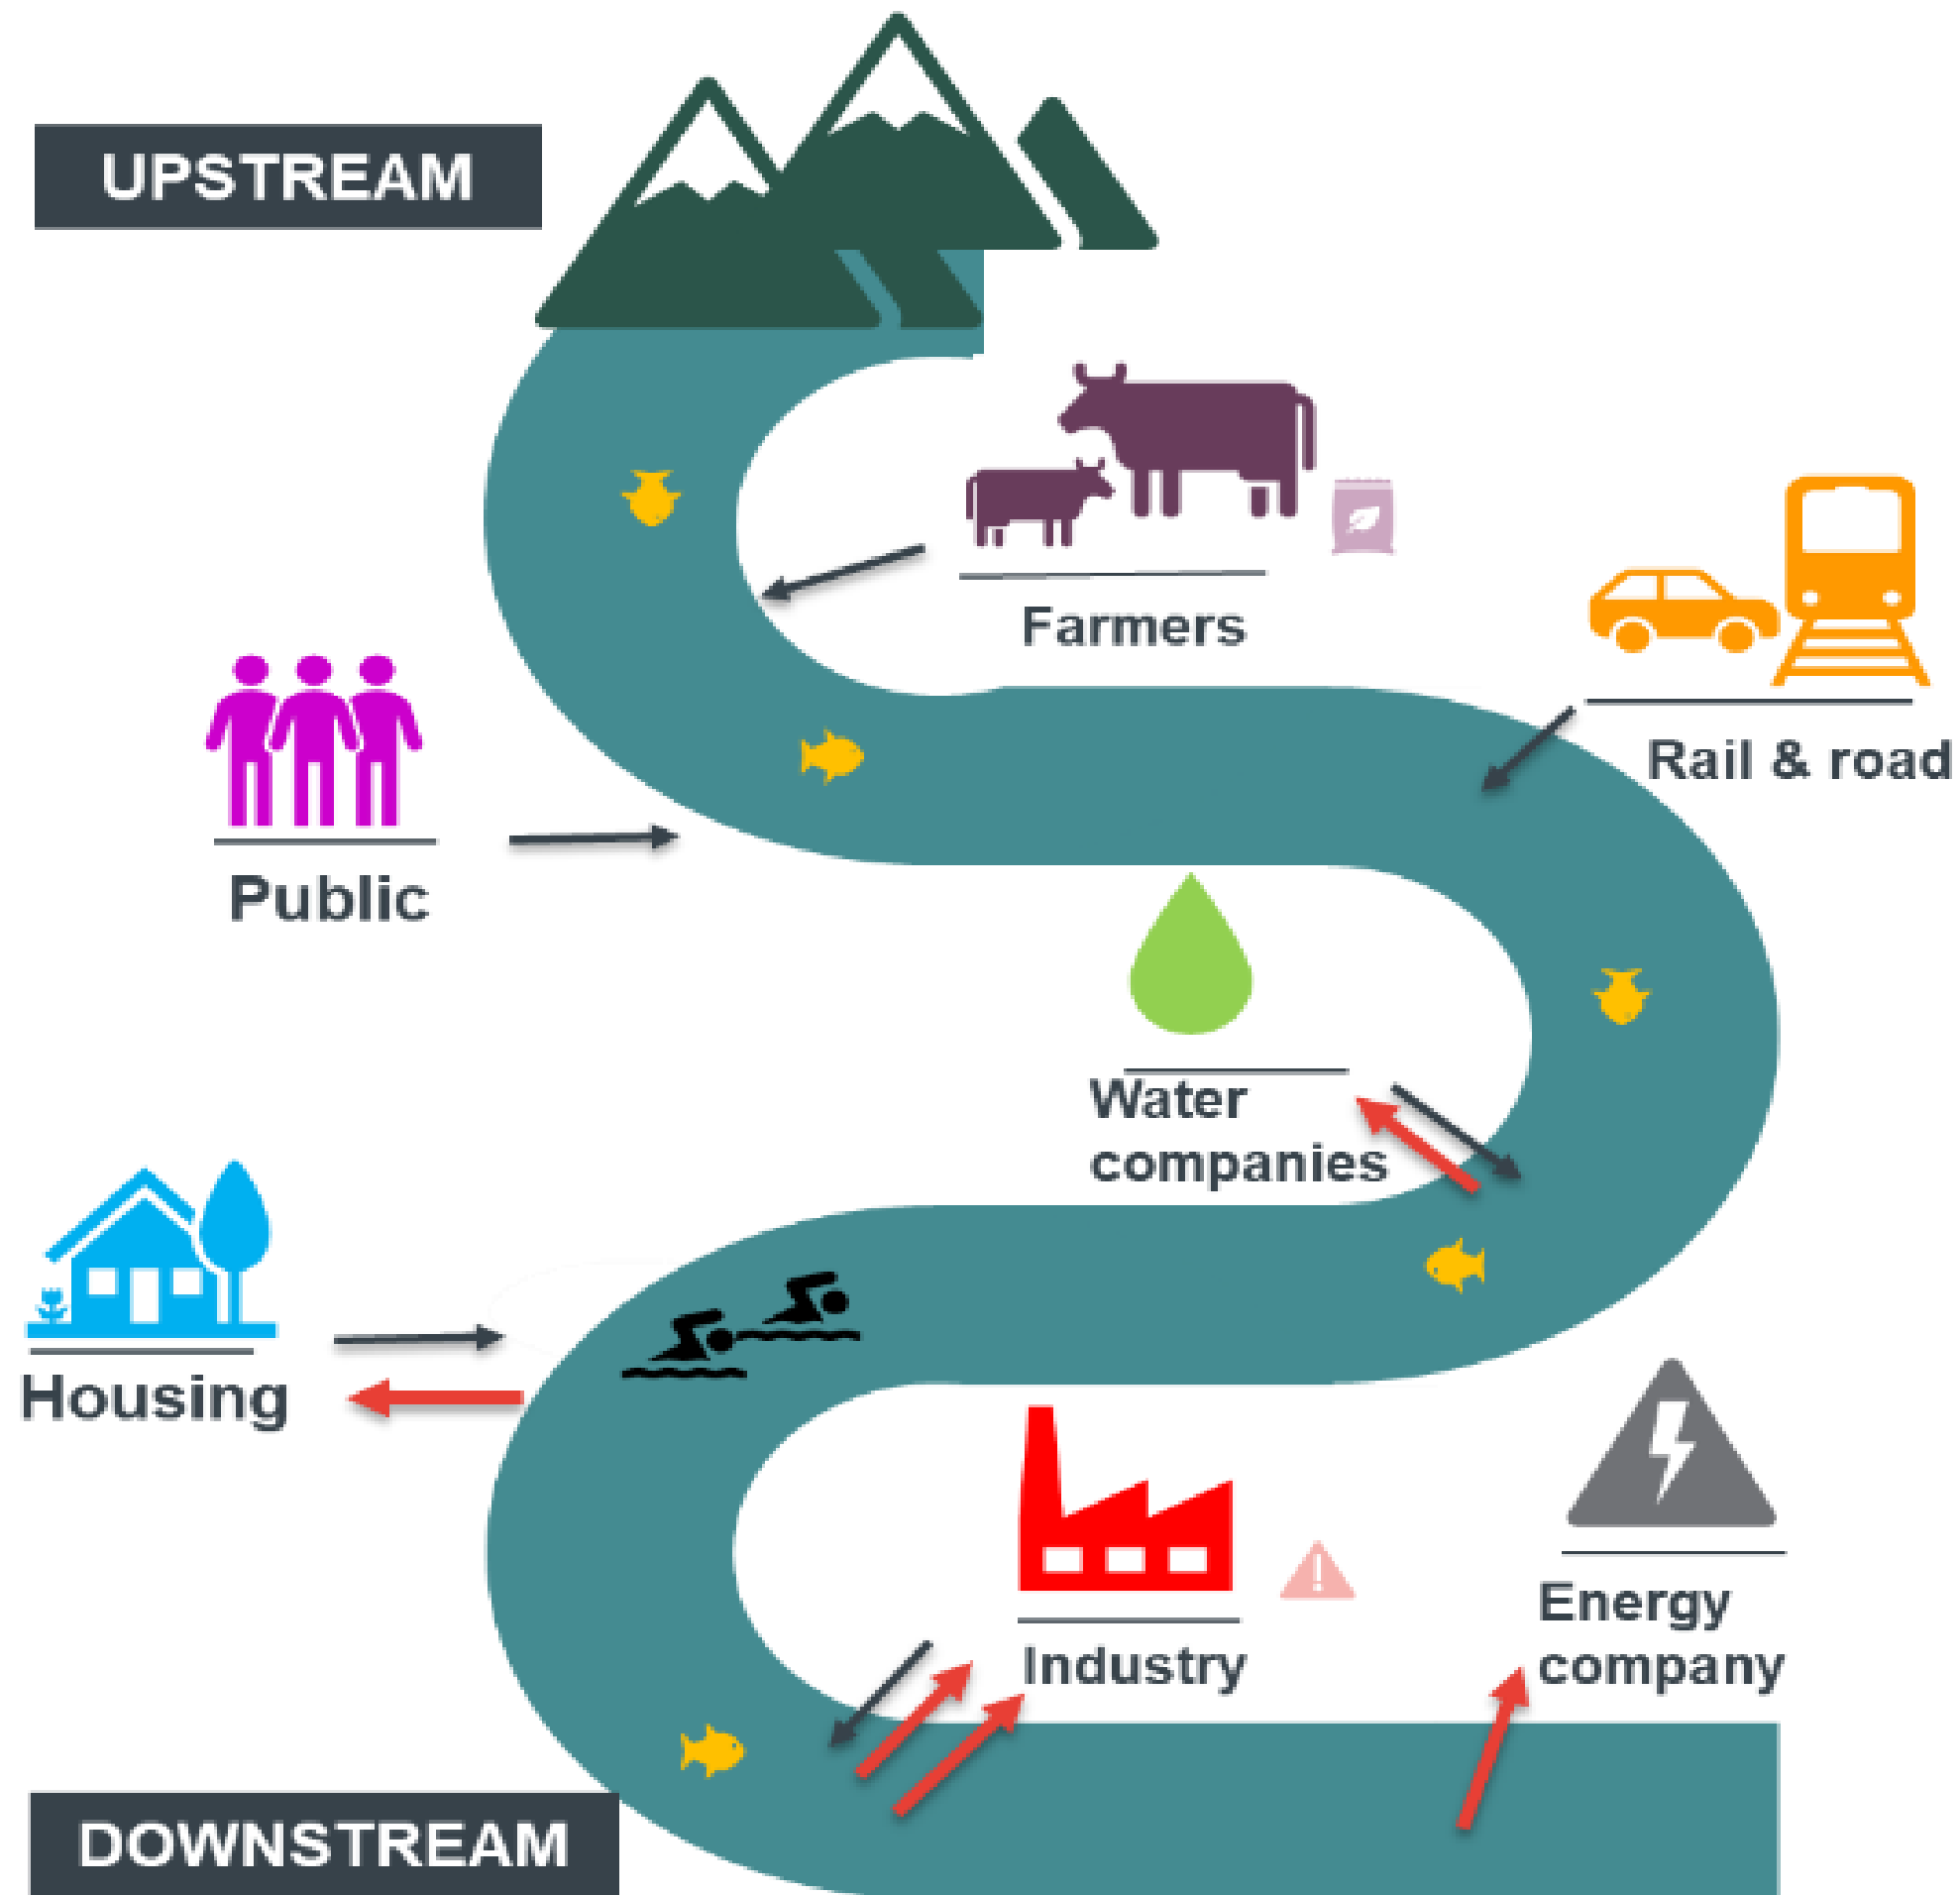 UPSTREAM
Farmers
Rail & road
Public
Water
companies
Housing
Energy
company
Industry
DOWNSTREAM